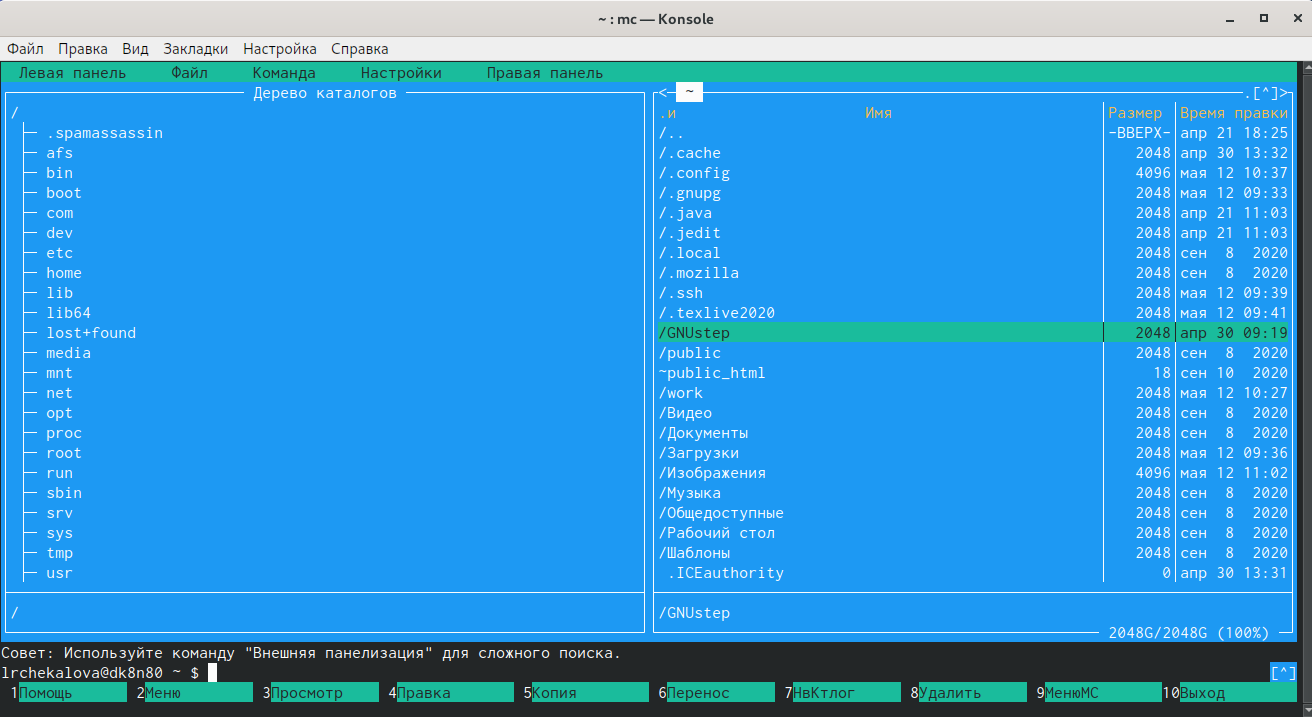 ~ : mc — Konsole
Файл Правка Вид Закладки Настройка Справка
Левая панель Файл Команда Настройки Правая панель
Дерево каталогов
/
.spamassassin
afs
bin
boot
com
dev
etc
home
lib
lib64
lost+found
media
mnt
net
opt
proc
root
run
sbin
srv
sys
tmp
usr
/
<─ ~ .[^]>
.и Имя Размер Время правки
/.. -ВВЕРХ- апр 21 18:25
/.cache 2048 апр 30 13:32
/.config 4096 мая 12 10:37
/.gnupg 2048 мая 12 09:33
/.java 2048 апр 21 11:03
/.jedit 2048 апр 21 11:03
/.local 2048 сен 8 2020
/.mozilla 2048 сен 8 2020
/.ssh 2048 мая 12 09:39
/.texlive2020 2048 мая 12 09:41
/GNUstep 2048 апр 30 09:19
/public 2048 сен 8 2020
~public_html 18 сен 10 2020
/work 2048 мая 12 10:27
/Видео 2048 сен 8 2020
/Документы 2048 сен 8 2020
/Загрузки 2048 мая 12 09:36
/Изображения 4096 мая 12 11:02
/Музыка 2048 сен 8 2020
/Общедоступные 2048 сен 8 2020
/Рабочий стол 2048 сен 8 2020
/Шаблоны 2048 сен 8 2020
.ICEauthority 0 апр 30 13:31
/GNUstep
2048G/2048G (100%)
Совет: Используйте команду "Внешняя панелизация" для сложного поиска.
lrchekalova@dk8n80 ~ $ [^]
1Помощь 2Меню 3Просмотр 4Правка 5Копия 6Перенос 7НвКтлог 8Удалить 9МенюMC 10Выход